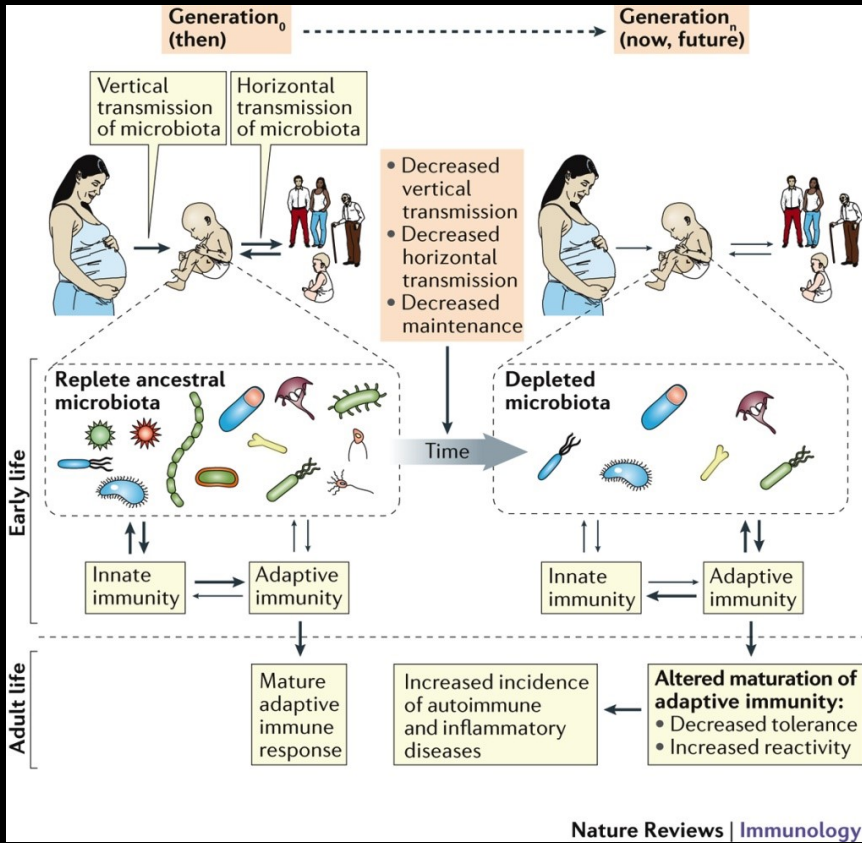 Generation₀
(then)
Generationₙ
(now, future)
Vertical
transmission
of microbiota
Horizontal
transmission
of microbiota
• Decreased
vertical
transmission
• Decreased
horizontal
transmission
• Decreased
maintenance
Early life
Replete ancestral
microbiota
Time
Depleted
microbiota
Innate
immunity
Adaptive
immunity
Innate
immunity
Adaptive
immunity
Adult life
Mature
adaptive
immune
response
Increased incidence
of autoimmune
and inflammatory
diseases
Altered maturation of
adaptive immunity:
• Decreased tolerance
• Increased reactivity
Nature Reviews | Immunology